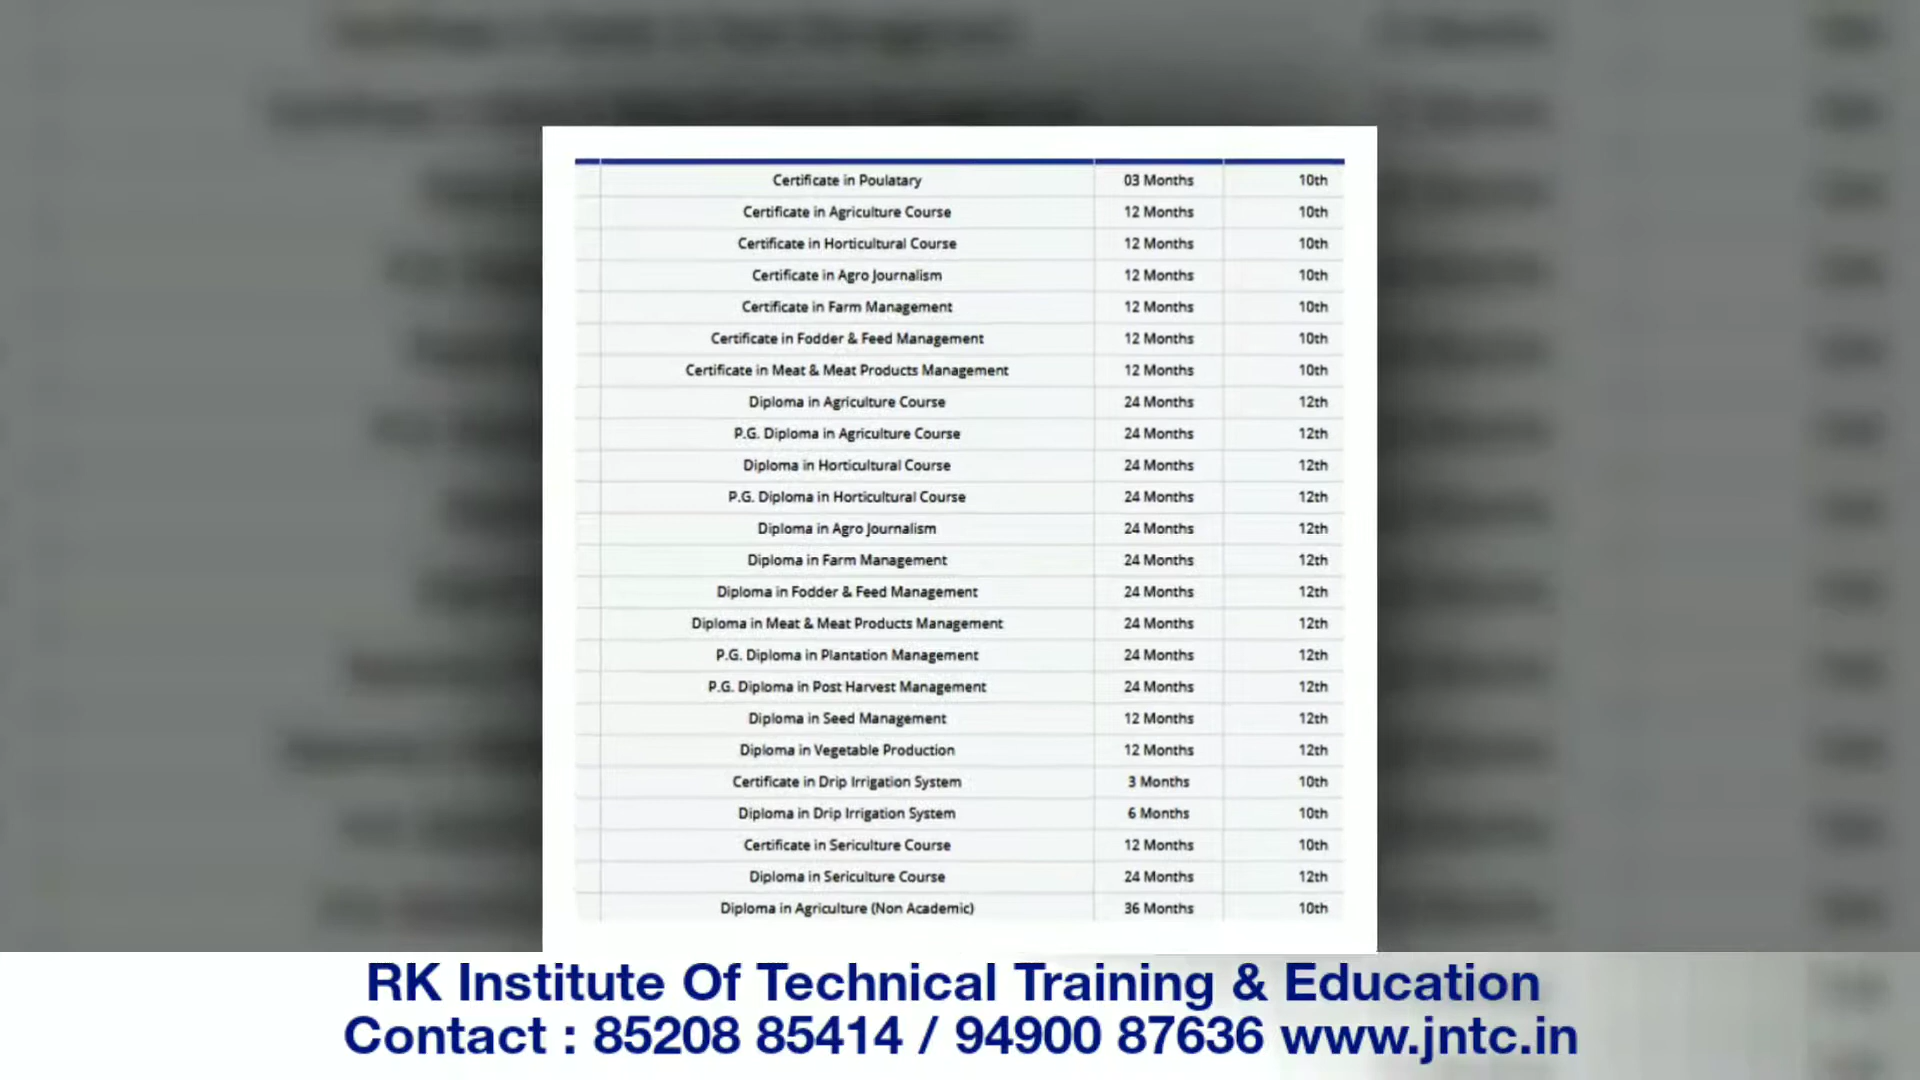 Certificate in Poulatary 03 Months 10th
Certificate in Agriculture Course 12 Months 10th
Certificate in Horticultural Course 12 Months 10th
Certificate in Agro Journalism 12 Months 10th
Certificate in Farm Management 12 Months 10th
Certificate in Fodder & Feed Management 12 Months 10th
Certificate in Meat & Meat Products Management 12 Months 10th
Diploma in Agriculture Course 24 Months 12th
P.G. Diploma in Agriculture Course 24 Months 12th
Diploma in Horticultural Course 24 Months 12th
P.G. Diploma in Horticultural Course 24 Months 12th
Diploma in Agro Journalism 24 Months 12th
Diploma in Farm Management 24 Months 12th
Diploma in Fodder & Feed Management 24 Months 12th
Diploma in Meat & Meat Products Management 24 Months 12th
P.G. Diploma in Plantation Management 24 Months 12th
P.G. Diploma in Post Harvest Management 24 Months 12th
Diploma in Seed Management 12 Months 12th
Diploma in Vegetable Production 12 Months 12th
Certificate in Drip Irrigation System 3 Months 10th
Diploma in Drip Irrigation System 6 Months 10th
Certificate in Sericulture Course 12 Months 10th
Diploma in Sericulture Course 24 Months 12th
Diploma in Agriculture (Non Academic) 36 Months 10th
RK Institute Of Technical Training & Education
Contact : 85208 85414 / 94900 87636 www.jntc.in